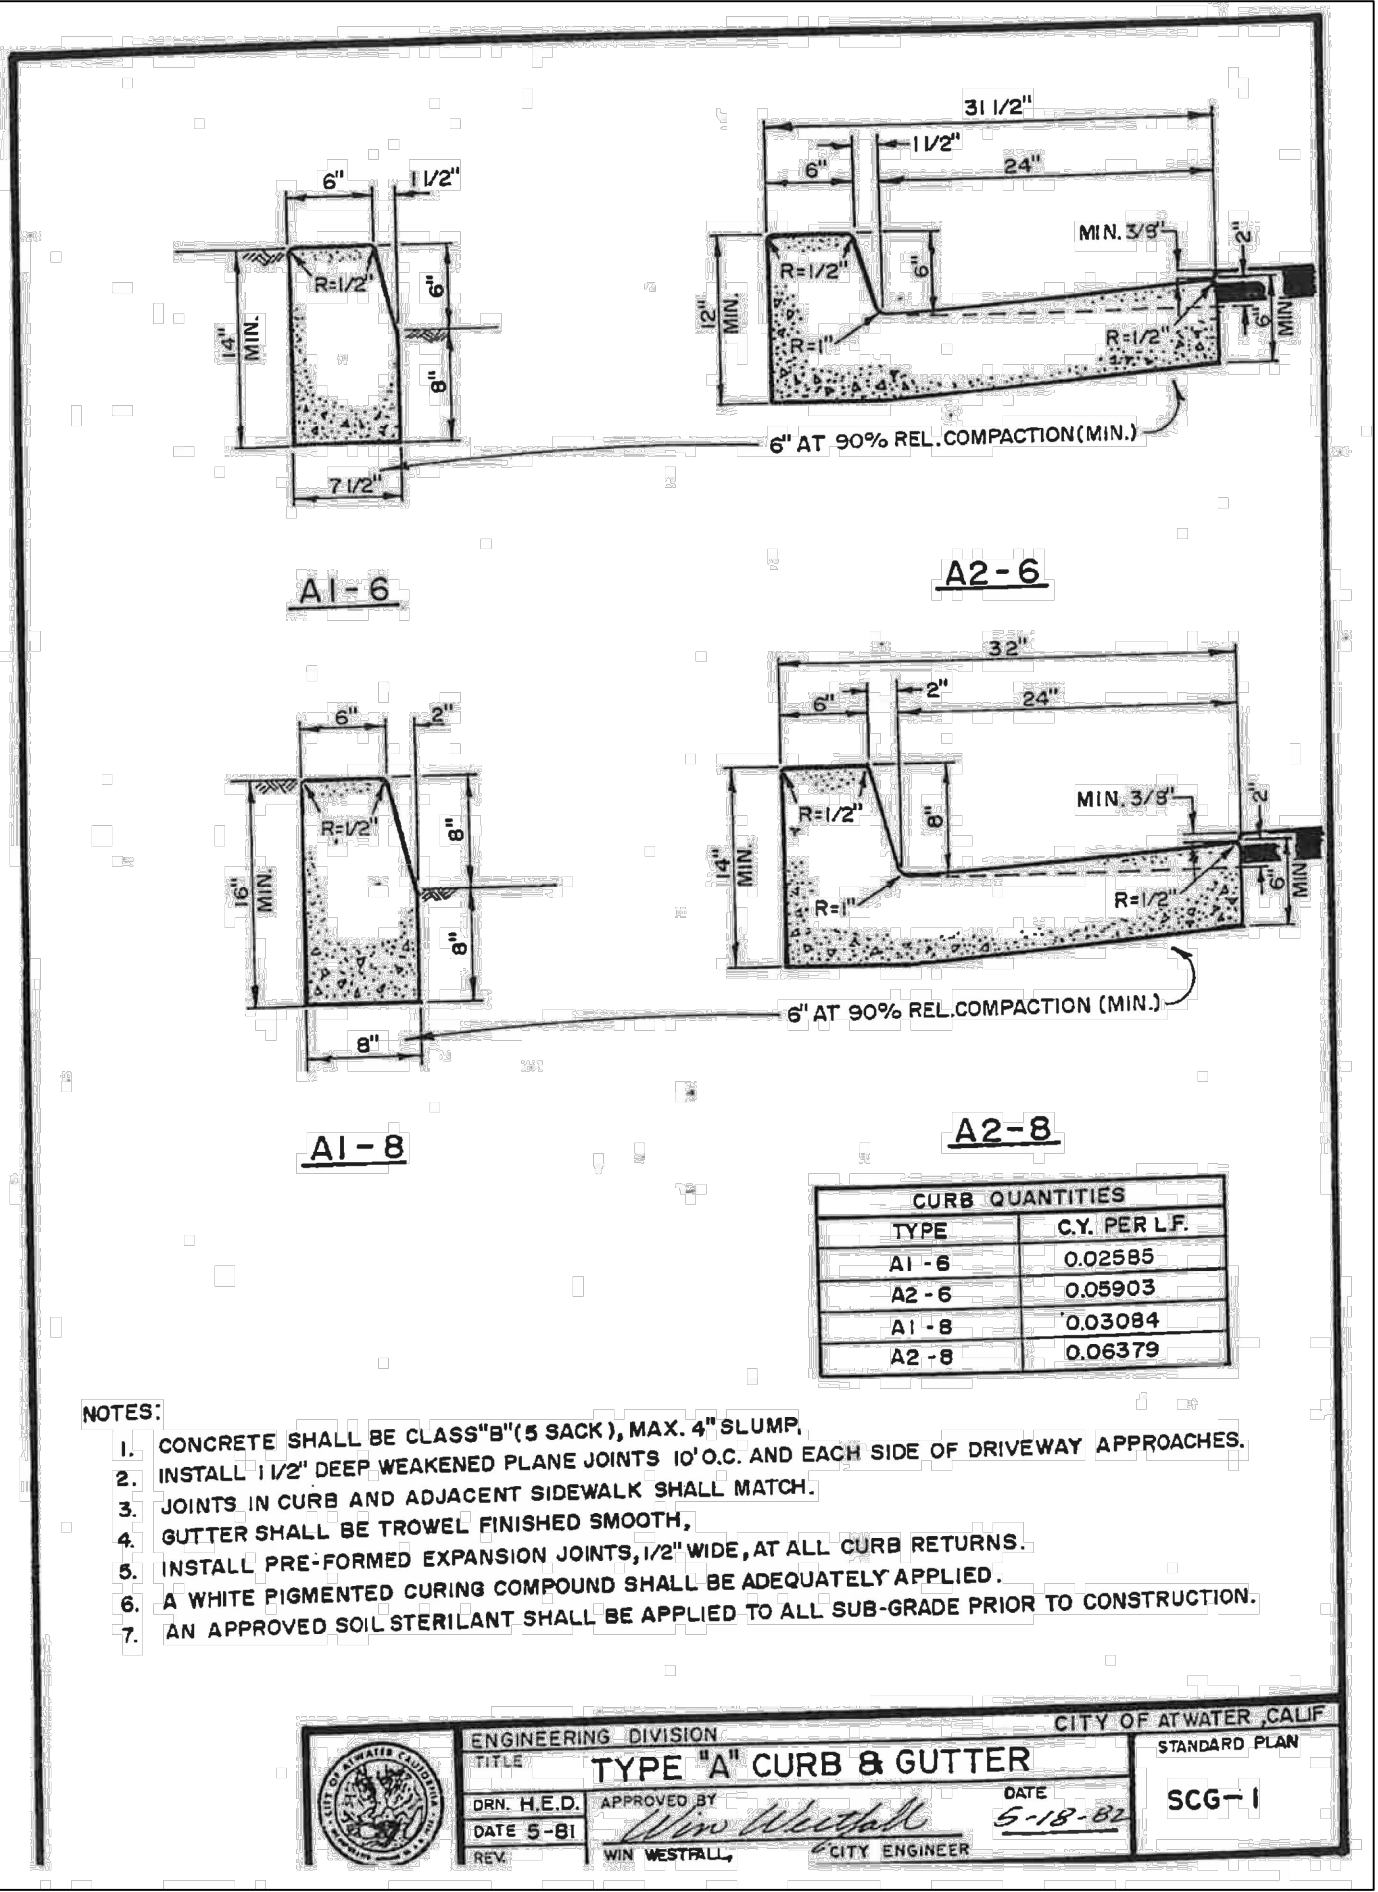 31 1/2"
1 1/2"
6"
24"
6"
1 1/2"
MIN. 3/8"
2"
R=1/2"
6"
14"
MIN.
8"
7 1/2"
R=1/2"
6"
12"
MIN.
R=1"
R=1/2"
6"
MIN
6" AT 90% REL. COMPACTION (MIN.)
A1-6
A2-6
32"
2"
6"
24"
6"
2"
MIN. 3/8"
2"
R=1/2"
8"
16"
MIN.
8"
8"
R=1/2"
8"
14"
MIN.
R=1"
R=1/2"
6"
MIN
6" AT 90% REL. COMPACTION (MIN.)
A1-8
A2-8
CURB QUANTITIES
TYPE C.Y. PER L.F.
A1-6 0.02585
A2-6 0.05903
A1-8 0.03084
A2-8 0.06379
NOTES:
1. CONCRETE SHALL BE CLASS "B" (5 SACK), MAX. 4" SLUMP.
2. INSTALL 1 1/2" DEEP WEAKENED PLANE JOINTS 10' O.C. AND EACH SIDE OF DRIVEWAY APPROACHES.
3. JOINTS IN CURB AND ADJACENT SIDEWALK SHALL MATCH.
4. GUTTER SHALL BE TROWEL FINISHED SMOOTH.
5. INSTALL PRE-FORMED EXPANSION JOINTS, 1/2" WIDE, AT ALL CURB RETURNS.
6. A WHITE PIGMENTED CURING COMPOUND SHALL BE ADEQUATELY APPLIED.
7. AN APPROVED SOIL STERILANT SHALL BE APPLIED TO ALL SUB-GRADE PRIOR TO CONSTRUCTION.
ENGINEERING DIVISION
CITY OF ATWATER, CALIF
TITLE
TYPE "A" CURB & GUTTER
STANDARD PLAN
SCG-1
DRN. H.E.D.
DATE 5-81
REV.
APPROVED BY
Win Westfall
DATE
5-18-82
WIN WESTFALL, CITY ENGINEER
CITY OF ATWATER CALIFORNIA